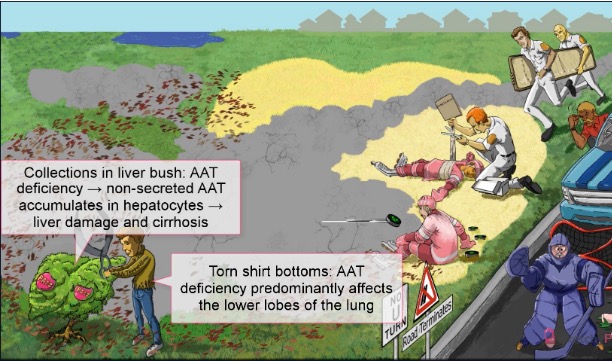 Collections in liver bush: AAT
deficiency → non-secreted AAT
accumulates in hepatocytes →
liver damage and cirrhosis
Torn shirt bottoms: AAT
deficiency predominantly affects
the lower lobes of the lung
NO
U
TURN
Road Terminates